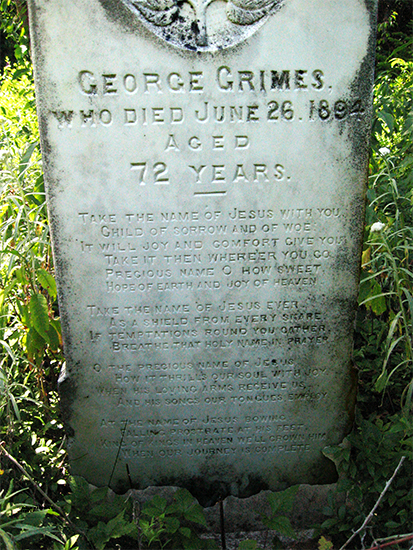 GEORGE GRIMES.
WHO DIED JUNE 26. 1894
AGED
72 YEARS.
TAKE THE NAME OF JESUS WITH YOU,
CHILD OF SORROW AND OF WOE;
IT WILL JOY AND COMFORT GIVE YOU
TAKE IT THEN WHERE'ER YOU GO
PRECIOUS NAME O HOW SWEET,
HOPE OF EARTH AND JOY OF HEAVEN
TAKE THE NAME OF JESUS EVER
AS A SHIELD FROM EVERY SNARE
IF TEMPTATIONS ROUND YOU GATHER,
BREATHE THAT HOLY NAME IN PRAYER
O THE PRECIOUS NAME OF JESUS
HOW IT THRILLS OUR SOUL WITH JOY
WHEN HIS LOVING ARMS RECEIVE US,
AND HIS SONGS OUR TONGUES EMPLOY
AT THE NAME OF JESUS BOWING
FALLING PROSTRATE AT HIS FEET,
KING OF KINGS IN HEAVEN WE'LL CROWN HIM
WHEN OUR JOURNEY IS COMPLETE